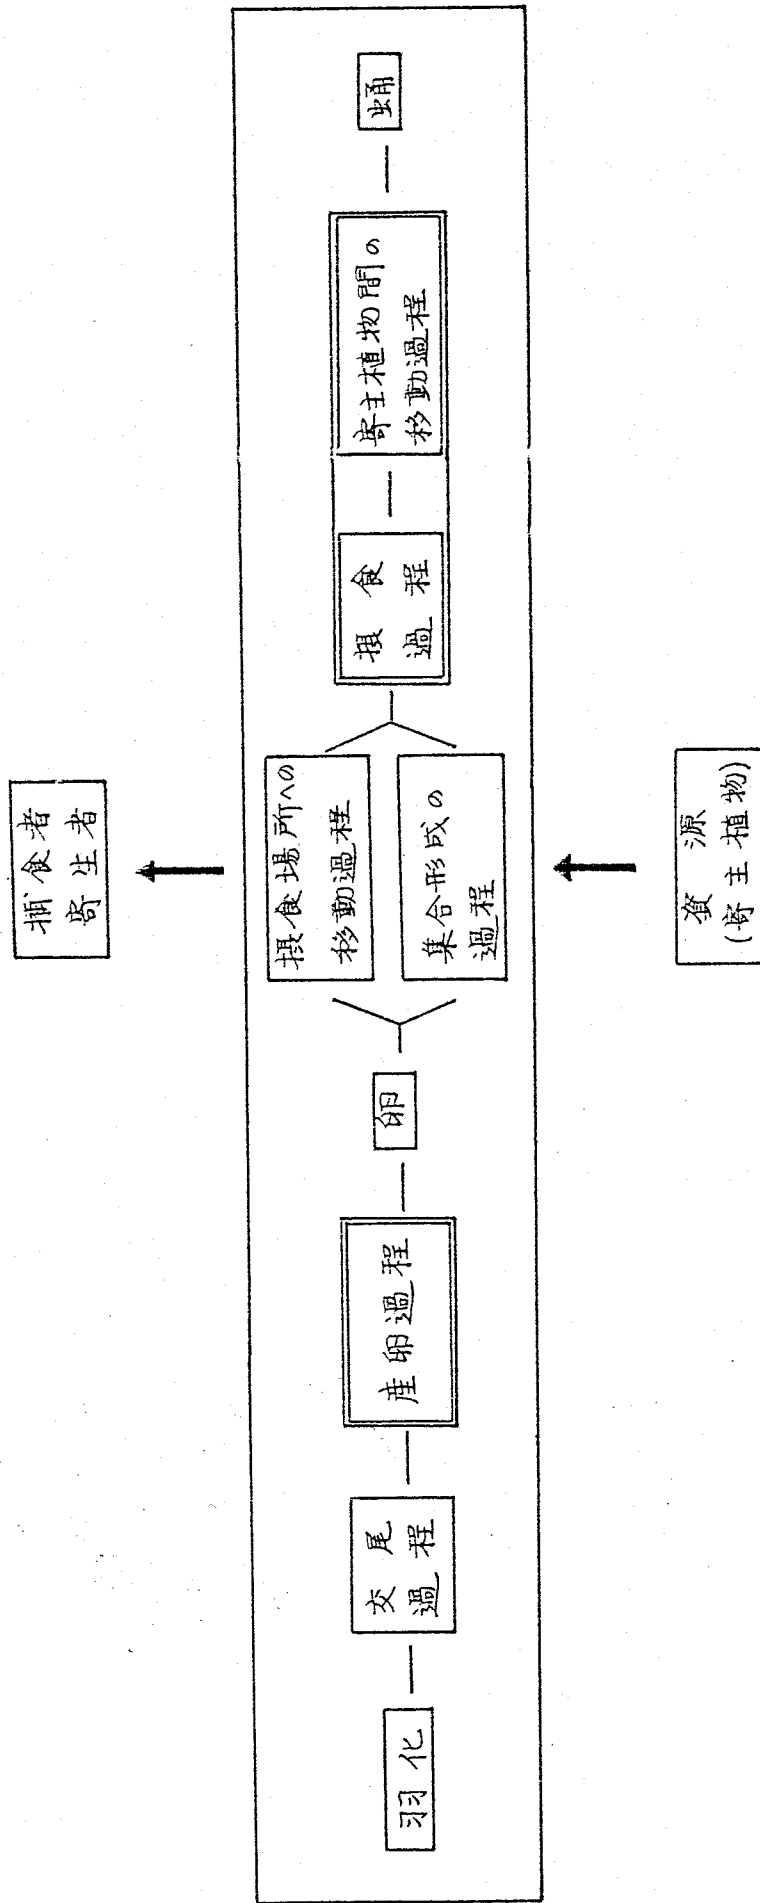 捕食者
寄生者
羽化
交尾
過程
産卵過程
卵
摂食場所への
移動過程
集合形成の
過程
摂食
過程
寄主植物間の
移動過程
蛹
資源
(寄主植物)